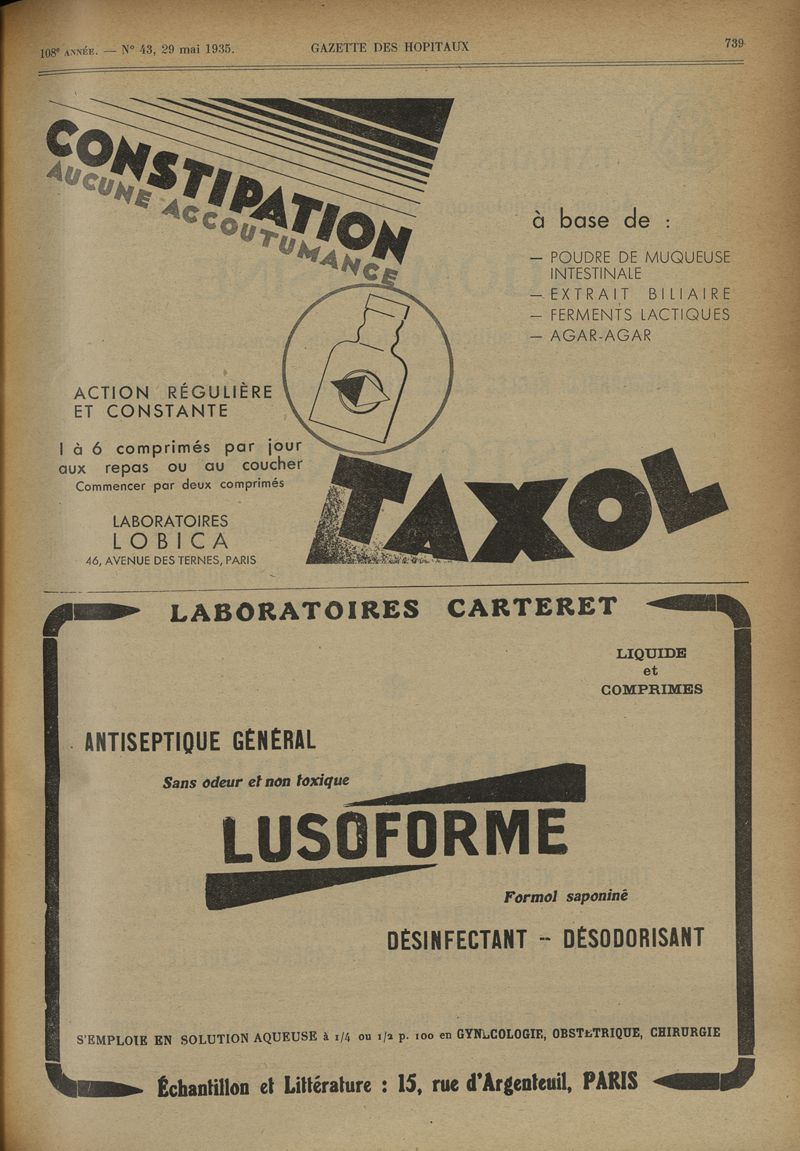 108e ANNÉE. — N° 43, 29 mai 1935.
GAZETTE DES HOPITAUX
739
CONSTIPATION
AUCUNE ACCOUTUMANCE
à base de :
— POUDRE DE MUQUEUSE
INTESTINALE
— EXTRAIT BILIAIRE
— FERMENTS LACTIQUES
— AGAR-AGAR
ACTION RÉGULIÈRE
ET CONSTANTE
1 à 6 comprimés par jour
aux repas ou au coucher
Commencer par deux comprimés
LABORATOIRES
LOBICA
46, AVENUE DES TERNES, PARIS
TAXOL
LABORATOIRES CARTERET
LIQUIDE
et
COMPRIMES
ANTISEPTIQUE GÉNÉRAL
Sans odeur et non toxique
LUSOFORME
Formol saponiné
DÉSINFECTANT -- DÉSODORISANT
S'EMPLOIE EN SOLUTION AQUEUSE à 1/4 ou 1/2 p. 100 en GYNÉCOLOGIE, OBSTÉTRIQUE, CHIRURGIE
Échantillon et Littérature : 15, rue d'Argenteuil, PARIS